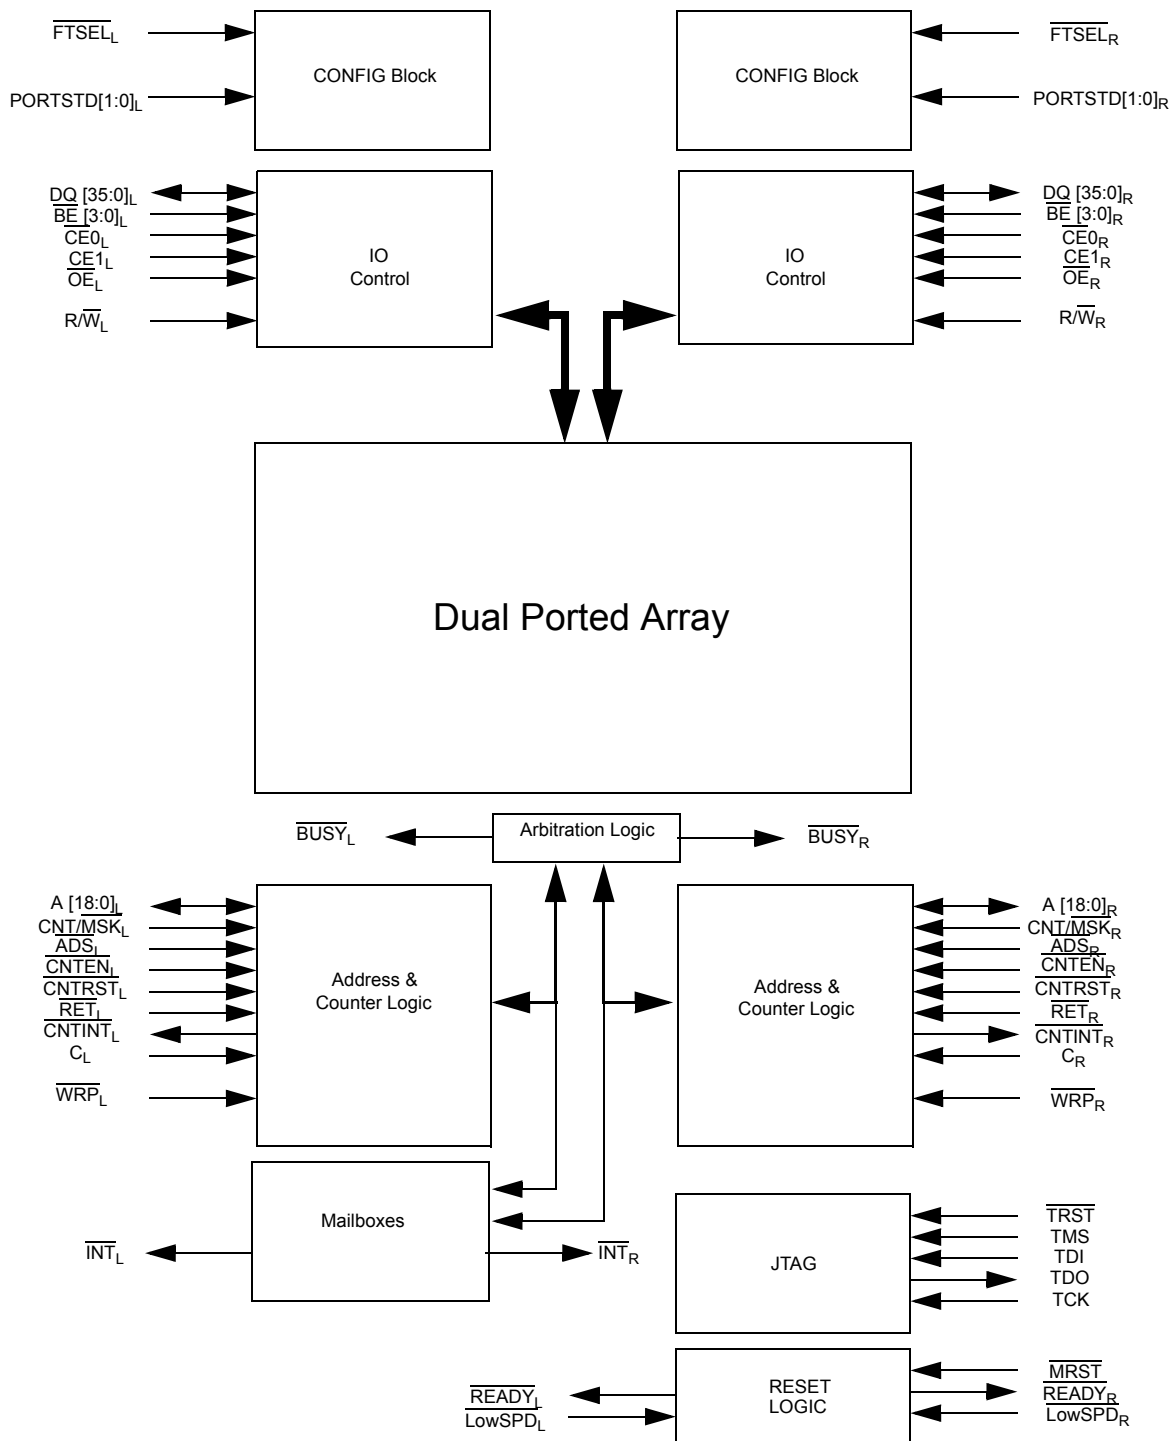 FTSEL_L
CONFIG Block
PORTSTD[1:0]_L
CONFIG Block
FTSEL_R
PORTSTD[1:0]_R
DQ [35:0]_L
BE [3:0]_L
CE0_L
CE1_L
OE_L
R/W_L
IO
Control
IO
Control
DQ [35:0]_R
BE [3:0]_R
CE0_R
CE1_R
OE_R
R/W_R
Dual Ported Array
BUSY_L
Arbitration Logic
BUSY_R
A [18:0]_L
CNT/MSK_L
ADS_L
CNTEN_L
CNTRST_L
RET_L
CNTINT_L
C_L
WRP_L
Address &
Counter Logic
Address &
Counter Logic
A [18:0]_R
CNT/MSK_R
ADS_R
CNTEN_R
CNTRST_R
RET_R
CNTINT_R
C_R
WRP_R
Mailboxes
INT_L
INT_R
JTAG
TRST
TMS
TDI
TDO
TCK
READY_L
LowSPD_L
RESET
LOGIC
MRST
READY_R
LowSPD_R